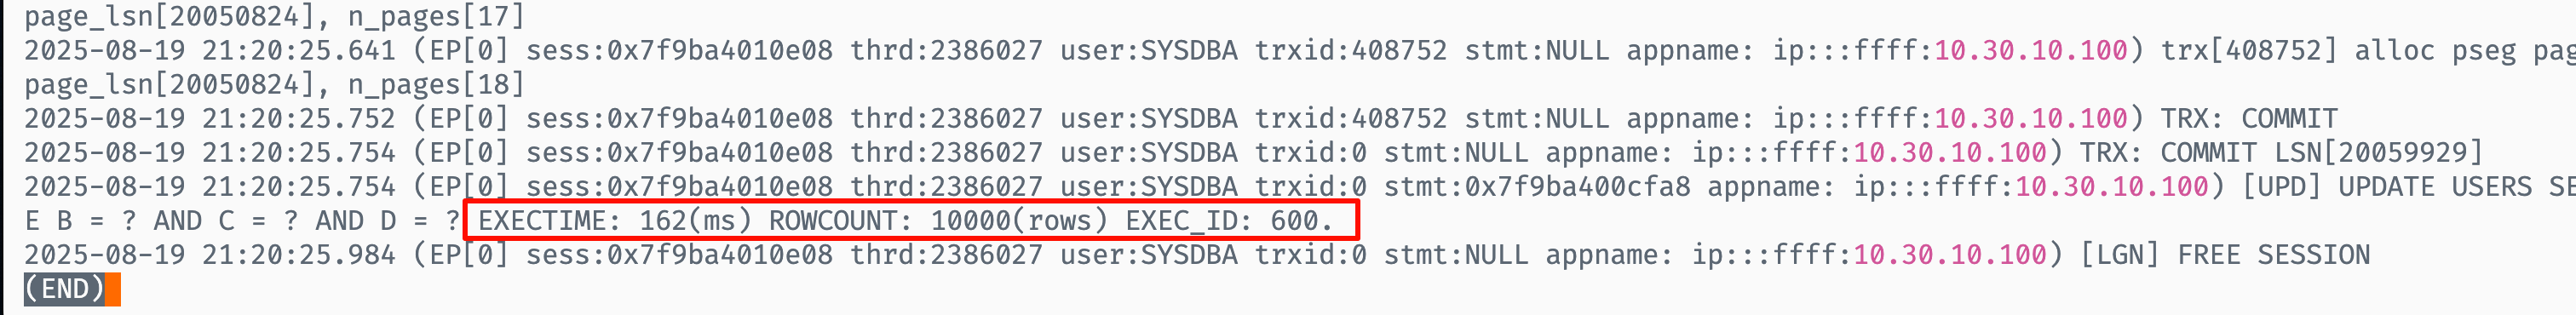 page_lsn[20050824], n_pages[17]
2025-08-19 21:20:25.641 (EP[0] sess:0x7f9ba4010e08 thrd:2386027 user:SYSDBA trxid:408752 stmt:NULL appname: ip:::ffff:10.30.10.100) trx[408752] alloc pseg pag
page_lsn[20050824], n_pages[18]
2025-08-19 21:20:25.752 (EP[0] sess:0x7f9ba4010e08 thrd:2386027 user:SYSDBA trxid:408752 stmt:NULL appname: ip:::ffff:10.30.10.100) TRX: COMMIT
2025-08-19 21:20:25.754 (EP[0] sess:0x7f9ba4010e08 thrd:2386027 user:SYSDBA trxid:0 stmt:NULL appname: ip:::ffff:10.30.10.100) TRX: COMMIT LSN[20059929]
2025-08-19 21:20:25.754 (EP[0] sess:0x7f9ba4010e08 thrd:2386027 user:SYSDBA trxid:0 stmt:0x7f9ba400cfa8 appname: ip:::ffff:10.30.10.100) [UPD] UPDATE USERS SE
E B = ? AND C = ? AND D = ? EXECTIME: 162(ms) ROWCOUNT: 10000(rows) EXEC_ID: 600.
2025-08-19 21:20:25.984 (EP[0] sess:0x7f9ba4010e08 thrd:2386027 user:SYSDBA trxid:0 stmt:NULL appname: ip:::ffff:10.30.10.100) [LGN] FREE SESSION
(END)